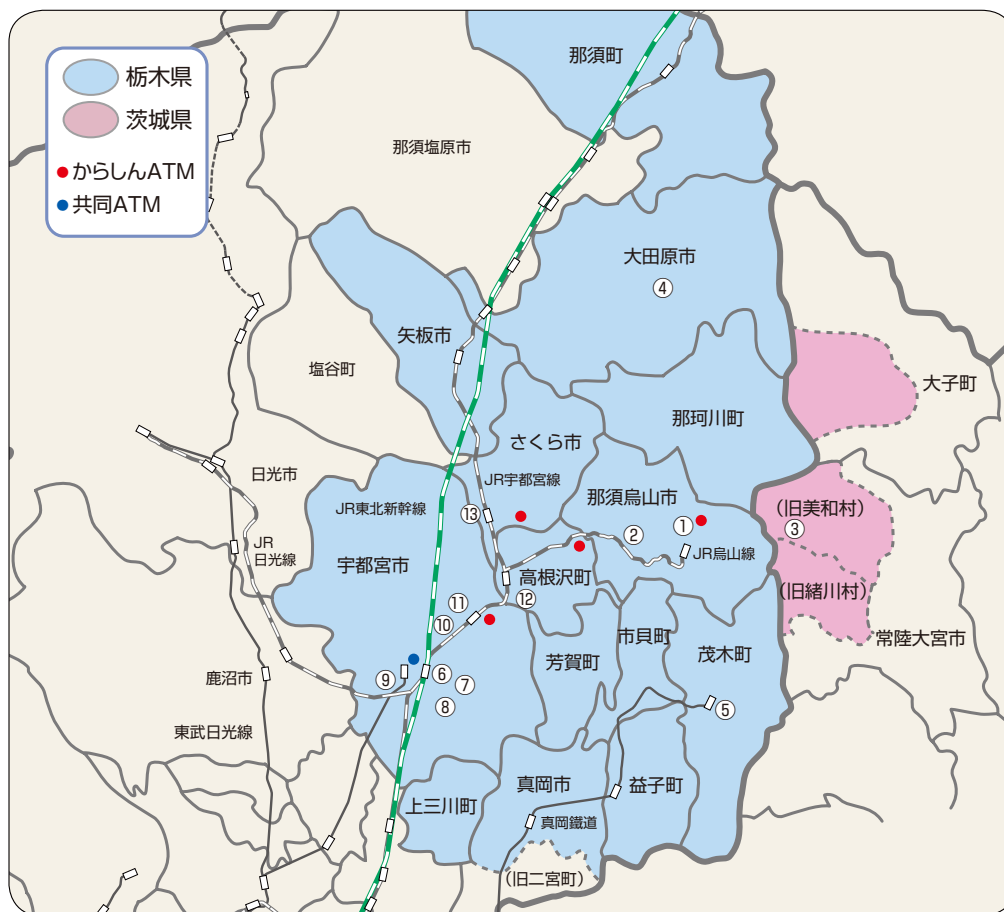 栃木県
茨城県
からしんATM
共同ATM
那須町
那須塩原市
大田原市
④
矢板市
塩谷町
大子町
那珂川町
さくら市
日光市
JR宇都宮線
那須烏山市
JR東北新幹線
⑬
①
②
(旧美和村)
③
JR
日光線
JR烏山線
宇都宮市
高根沢町
(旧緒川村)
⑪
⑫
⑩
市貝町
常陸大宮市
芳賀町
茂木町
鹿沼市
⑨
⑥
⑦
⑧
⑤
東武日光線
真岡市
益子町
上三川町
真岡鐵道
(旧二宮町)